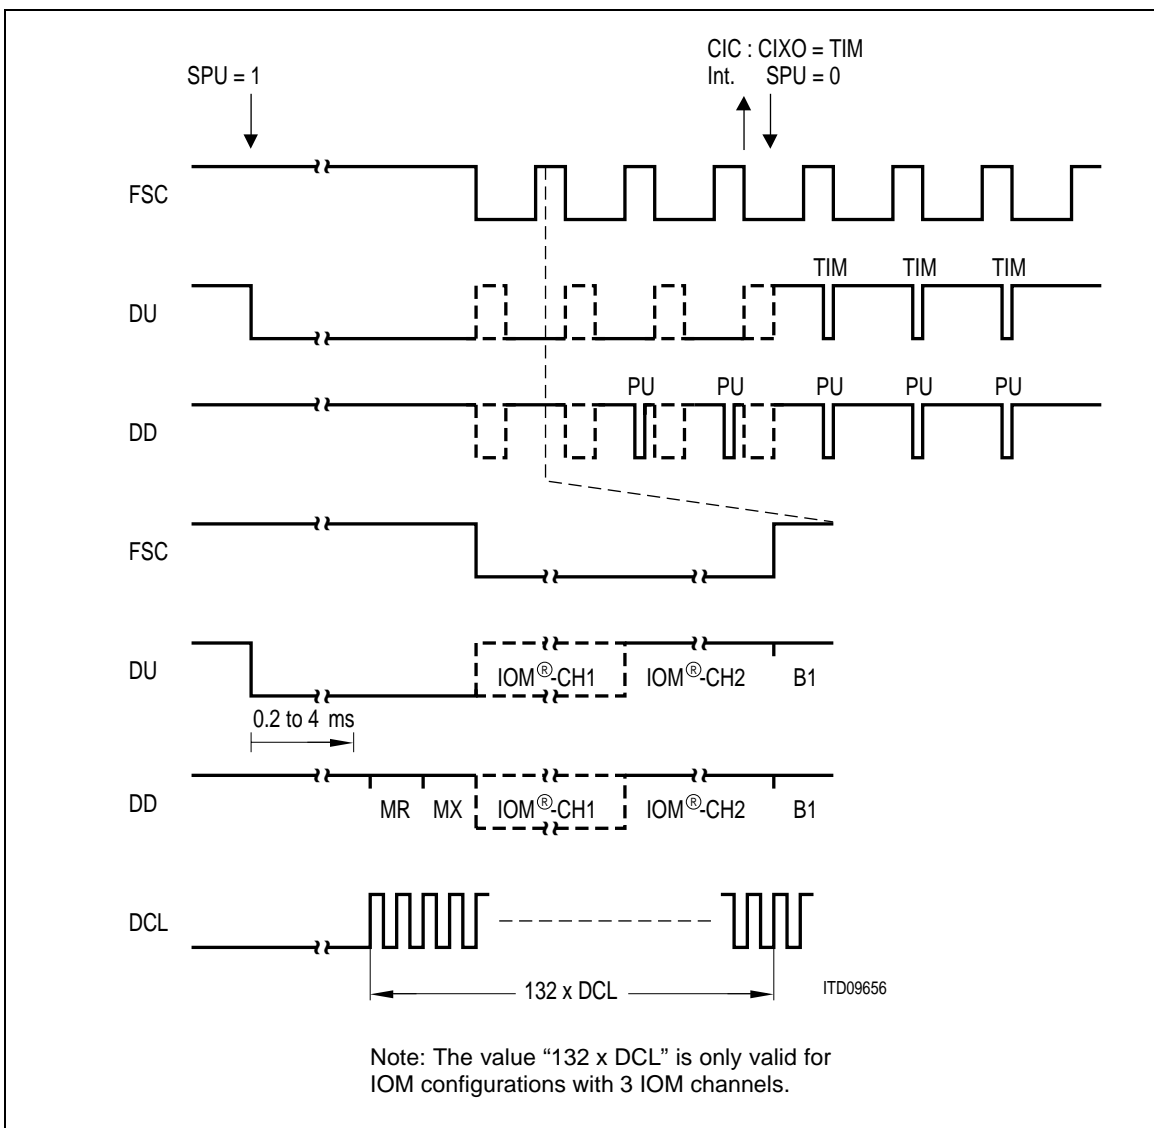 CIC : CIXO = TIM
SPU = 1
Int. SPU = 0
FSC
TIM TIM TIM
DU
PU PU PU PU PU
DD
FSC
DU
IOM®-CH1 IOM®-CH2 B1
0.2 to 4 ms
DD
MR MX IOM®-CH1 IOM®-CH2 B1
DCL
132 x DCL
ITD09656
Note: The value “132 x DCL” is only valid for
IOM configurations with 3 IOM channels.